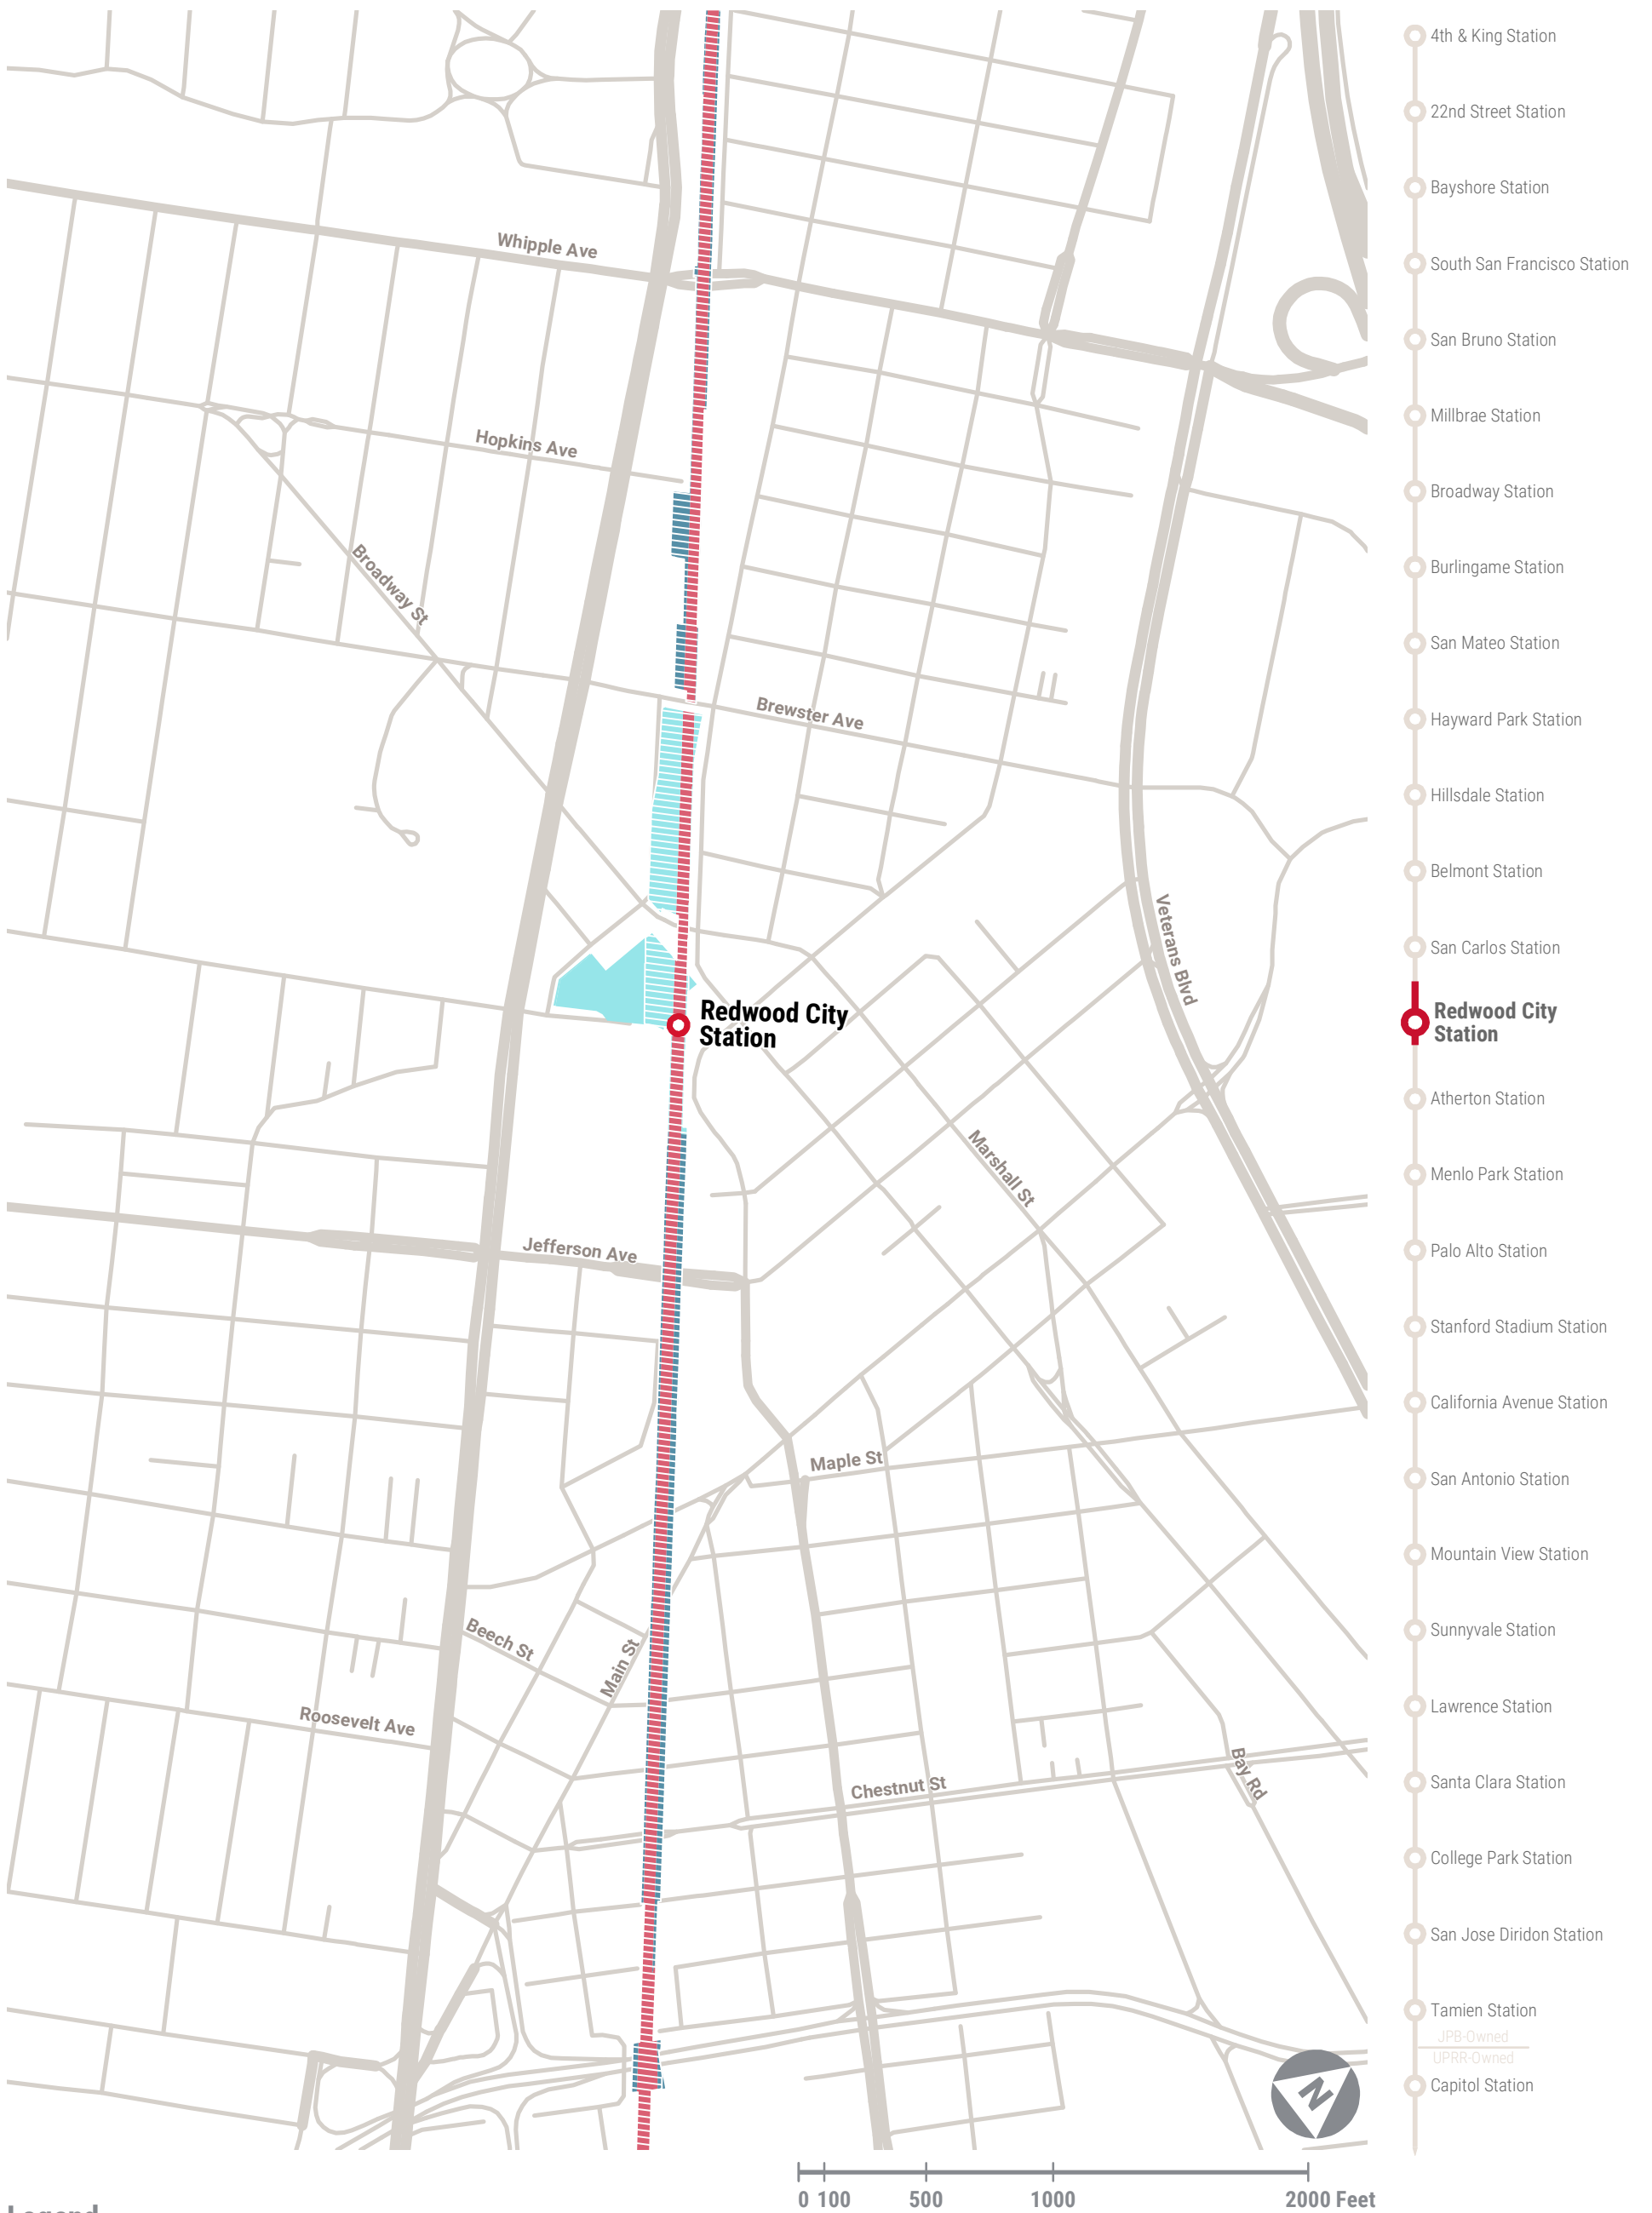 Whipple Ave
Hopkins Ave
Broadway St
Brewster Ave
Veterans Blvd
Redwood City
Station
Marshall St
Jefferson Ave
Maple St
Beech St
Main St
Roosevelt Ave
Chestnut St
Bay Rd
4th & King Station
22nd Street Station
Bayshore Station
South San Francisco Station
San Bruno Station
Millbrae Station
Broadway Station
Burlingame Station
San Mateo Station
Hayward Park Station
Hillsdale Station
Belmont Station
San Carlos Station
Redwood City
Station
Atherton Station
Menlo Park Station
Palo Alto Station
Stanford Stadium Station
California Avenue Station
San Antonio Station
Mountain View Station
Sunnyvale Station
Lawrence Station
Santa Clara Station
College Park Station
San Jose Diridon Station
Tamien Station
JPB-Owned
UPRR-Owned
Capitol Station
N
0 100 500 1000 2000 Feet
Legend